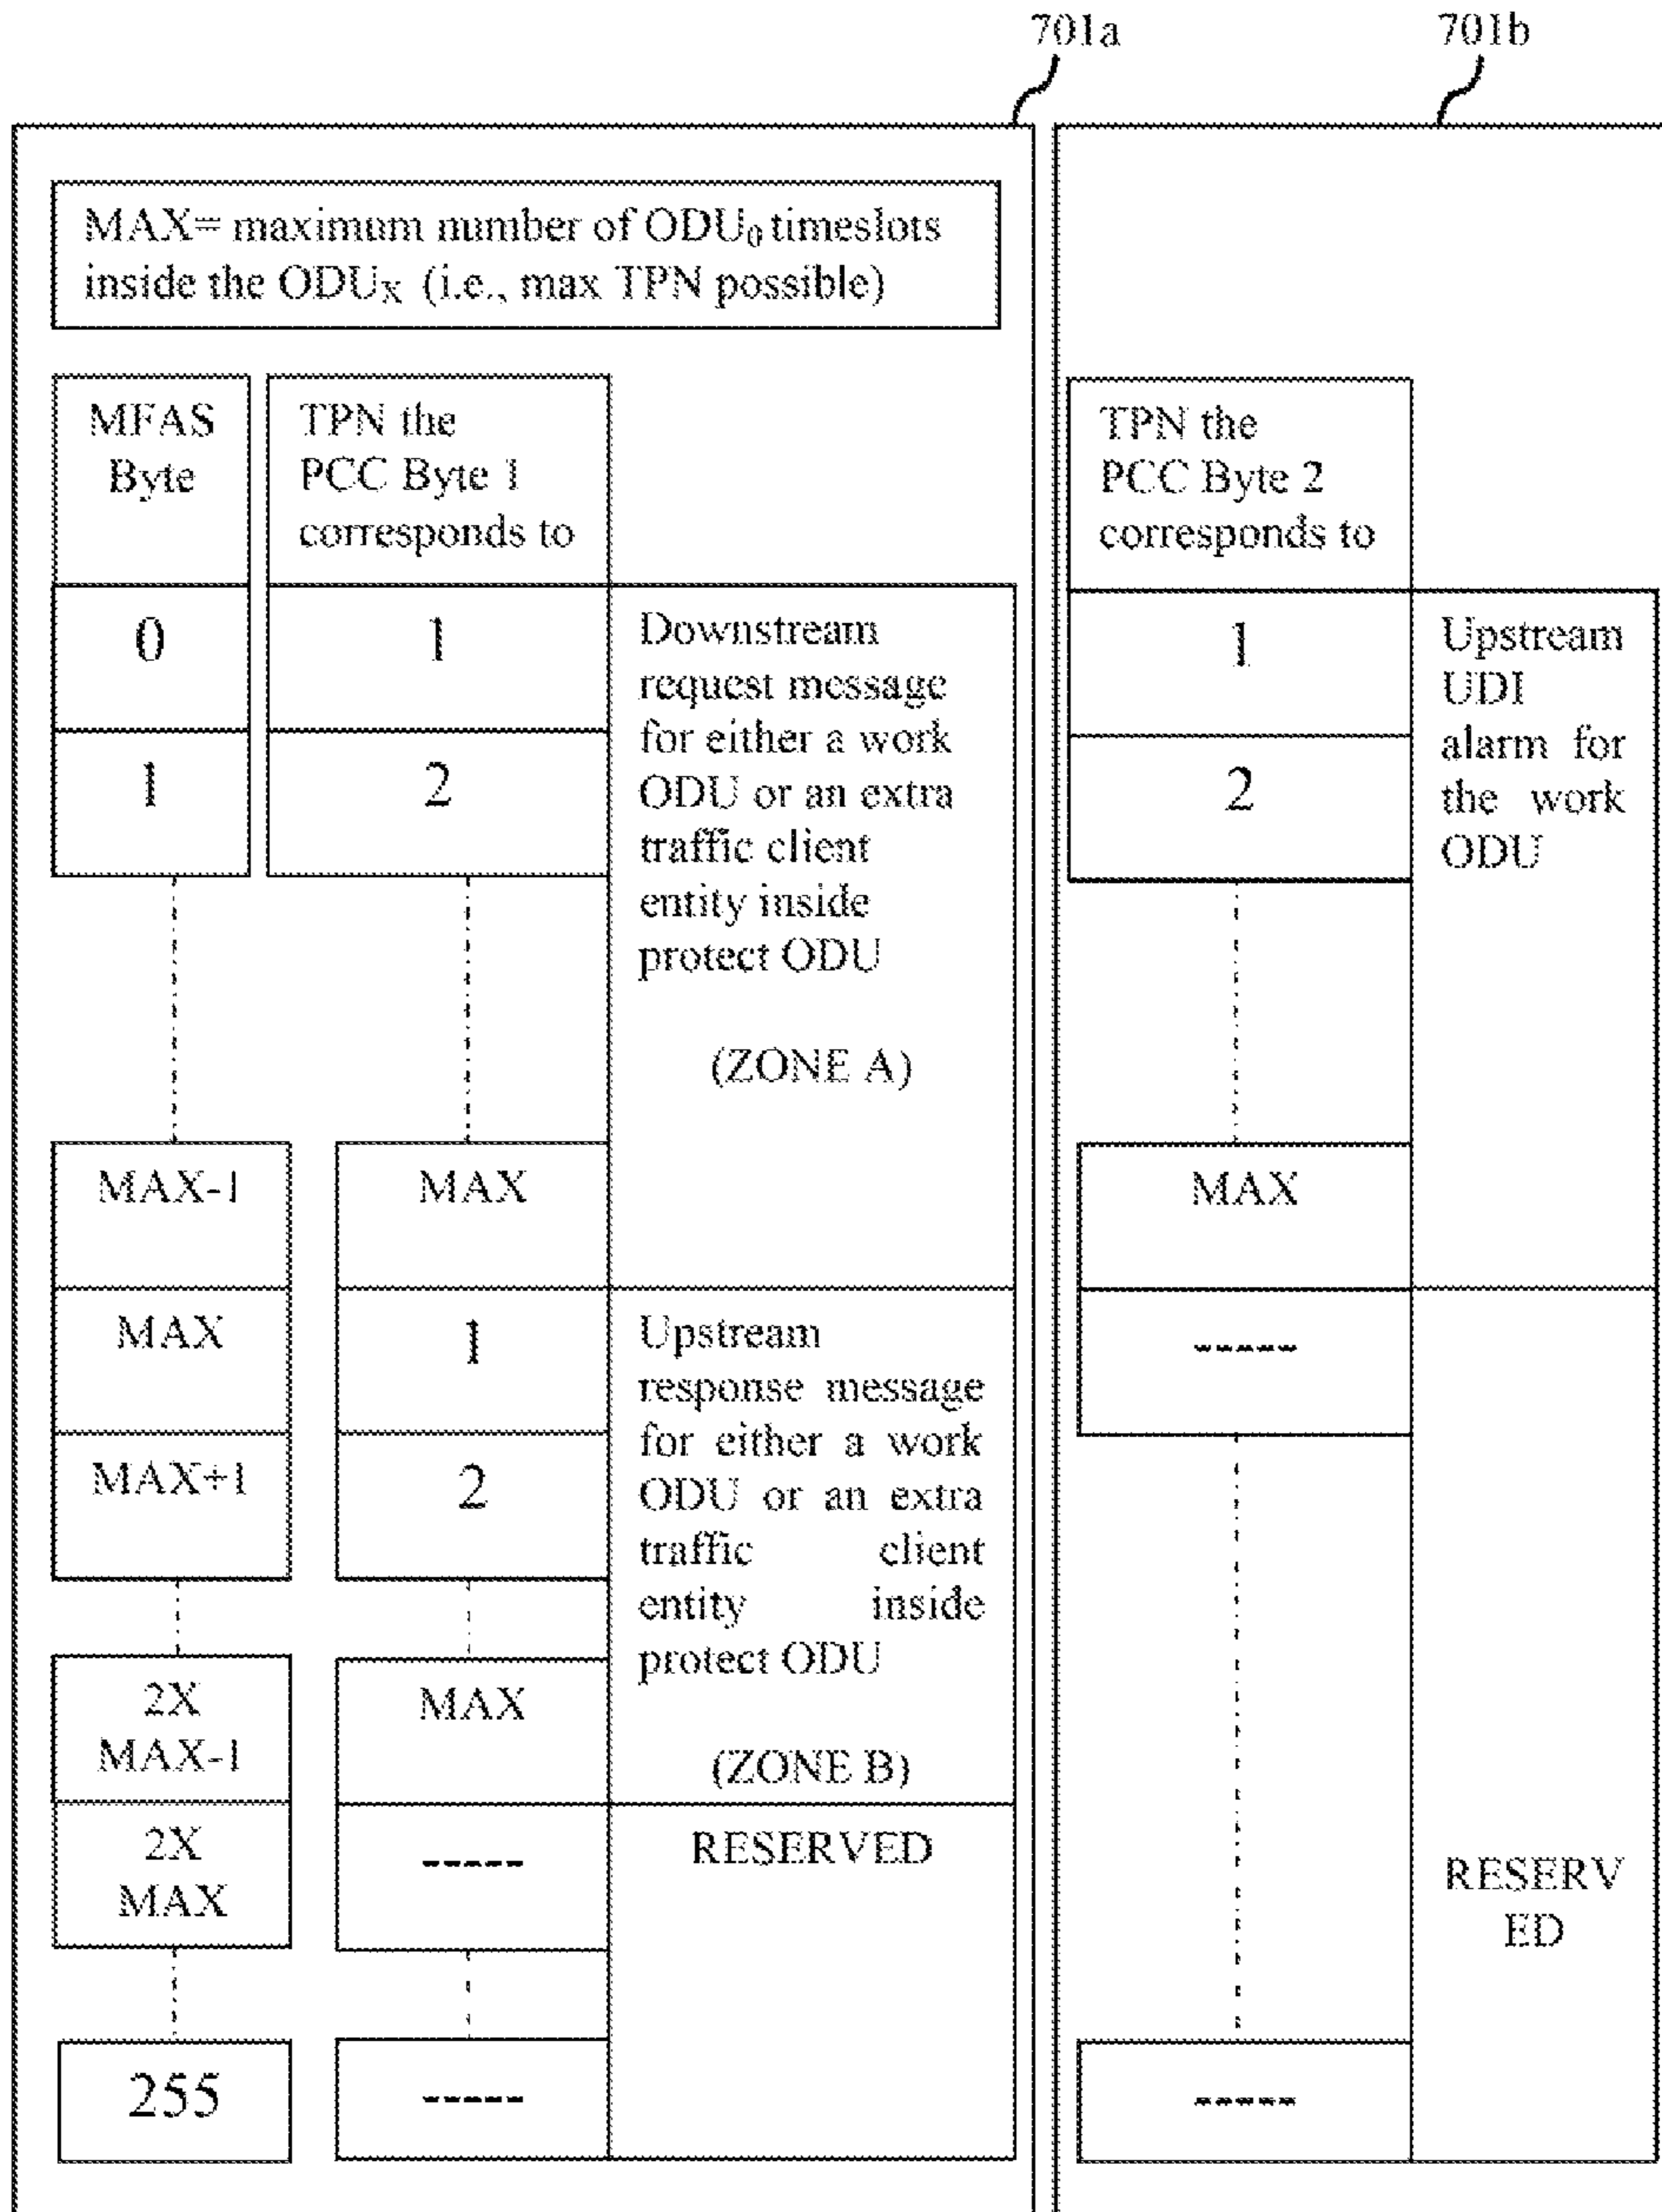 701a
701b
MAX= maximum number of ODU₀ timeslots
inside the ODUₓ (i.e., max TPN possible)
MFAS
Byte
TPN the
PCC Byte 1
corresponds to
0
1
1
2
Downstream
request message
for either a work
ODU or an extra
traffic client
entity inside
protect ODU
(ZONE A)
MAX-1
MAX
MAX
1
MAX+1
2
Upstream
response message
for either a work
ODU or an extra
traffic client
entity inside
protect ODU
(ZONE B)
2X
MAX-1
MAX
2X
MAX
-----
RESERVED
255
-----
TPN the
PCC Byte 2
corresponds to
1
2
Upstream
UDI
alarm for
the work
ODU
MAX
-----
RESERV
ED
-----